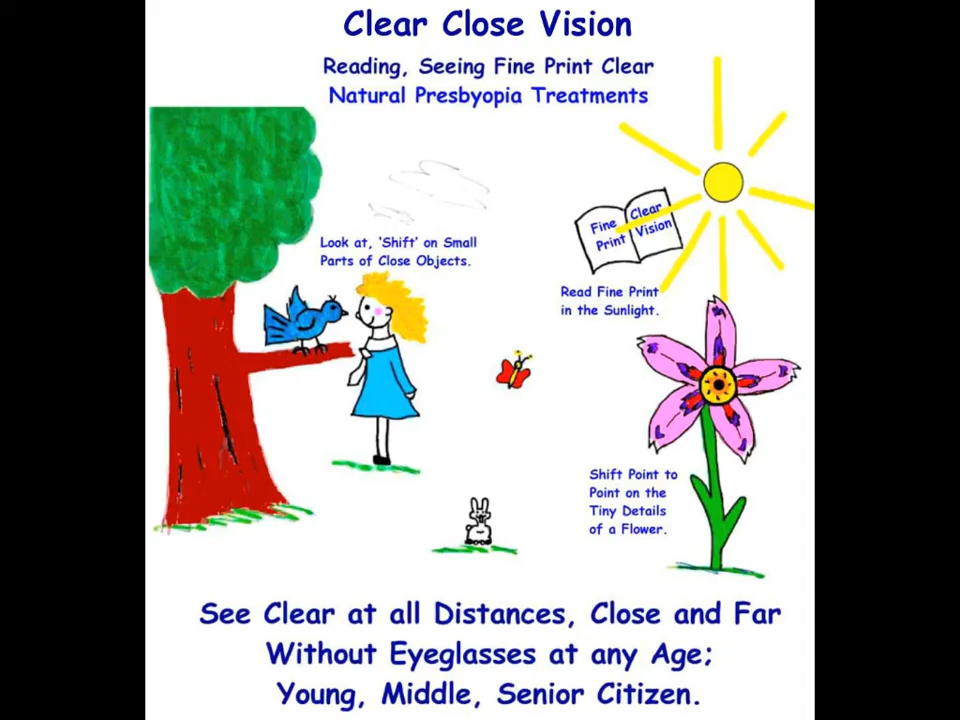 Clear Close Vision
Reading, Seeing Fine Print Clear
Natural Presbyopia Treatments
Look at, 'Shift' on Small
Parts of Close Objects.
Fine
Print
Clear
Vision
Read Fine Print
in the Sunlight.
Shift Point to
Point on the
Tiny Details
of a Flower.
See Clear at all Distances, Close and Far
Without Eyeglasses at any Age;
Young, Middle, Senior Citizen.